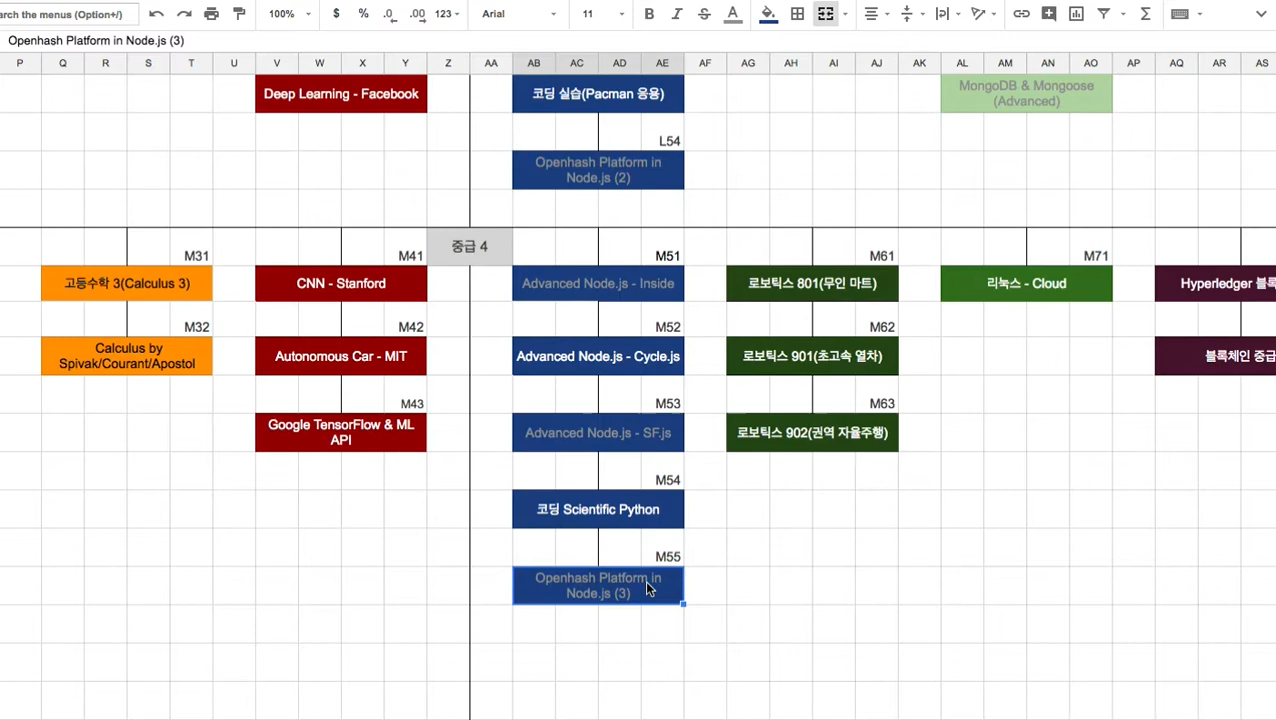 rch the menus (Option+/)
100%
$ % .0 .00 123
Arial
11
B I S A
Openhash Platform in Node.js (3)
P Q R S T U V W X Y Z AA AB AC AD AE AF AG AH AI AJ AK AL AM AN AO AP AQ AR AS
Deep Learning - Facebook
코딩 실습(Pacman 응용)
MongoDB & Mongoose
(Advanced)
L54
Openhash Platform in
Node.js (2)
중급 4
M31
고등수학 3(Calculus 3)
M32
Calculus by
Spivak/Courant/Apostol
M41
CNN - Stanford
M42
Autonomous Car - MIT
M43
Google TensorFlow & ML
API
M51
Advanced Node.js - Inside
M52
Advanced Node.js - Cycle.js
M53
Advanced Node.js - SF.js
M54
코딩 Scientific Python
M55
Openhash Platform in
Node.js (3)
M61
로보틱스 801(무인 마트)
M62
로보틱스 901(초고속 열차)
M63
로보틱스 902(권역 자율주행)
M71
리눅스 - Cloud
Hyperledger 블록
블록체인 중급